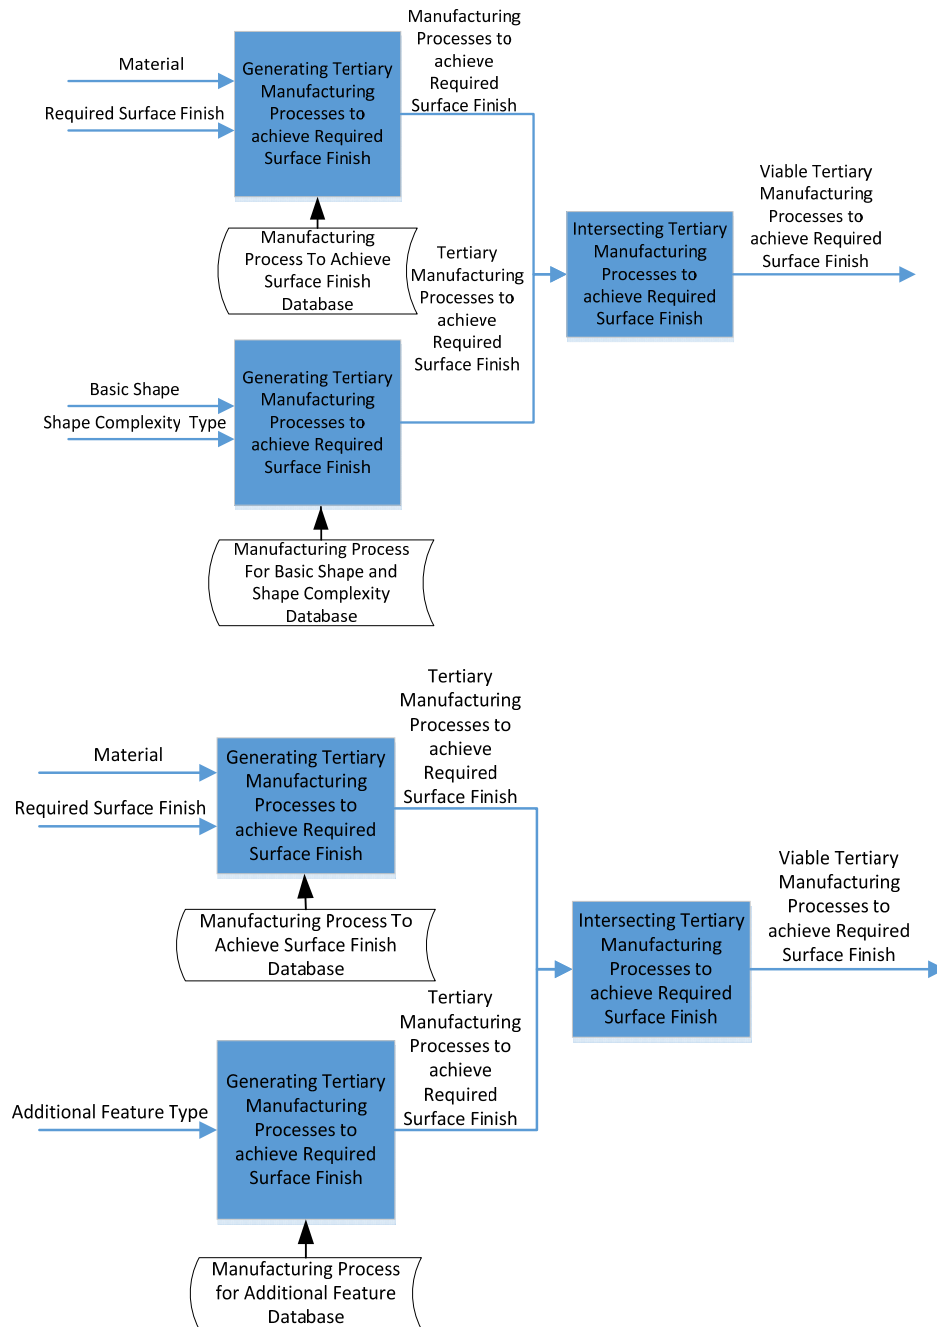 Manufacturing
Processes to
achieve
Required
Surface Finish
Material
Required Surface Finish
Generating Tertiary
Manufacturing
Processes to
achieve Required
Surface Finish
Manufacturing
Process To Achieve
Surface Finish
Database
Tertiary
Manufacturing
Processes to
achieve
Required
Surface Finish
Intersecting Tertiary
Manufacturing
Processes to
achieve Required
Surface Finish
Viable Tertiary
Manufacturing
Processes to
achieve Required
Surface Finish
Basic Shape
Shape Complexity Type
Generating Tertiary
Manufacturing
Processes to
achieve Required
Surface Finish
Manufacturing Process
For Basic Shape and
Shape Complexity
Database
Tertiary
Manufacturing
Processes to
achieve
Required
Surface Finish
Material
Required Surface Finish
Generating Tertiary
Manufacturing
Processes to
achieve Required
Surface Finish
Manufacturing Process To
Achieve Surface Finish
Database
Intersecting Tertiary
Manufacturing
Processes to
achieve Required
Surface Finish
Viable Tertiary
Manufacturing
Processes to
achieve Required
Surface Finish
Tertiary
Manufacturing
Processes to
achieve
Required
Surface Finish
Additional Feature Type
Generating Tertiary
Manufacturing
Processes to
achieve Required
Surface Finish
Manufacturing Process
for Additional Feature
Database